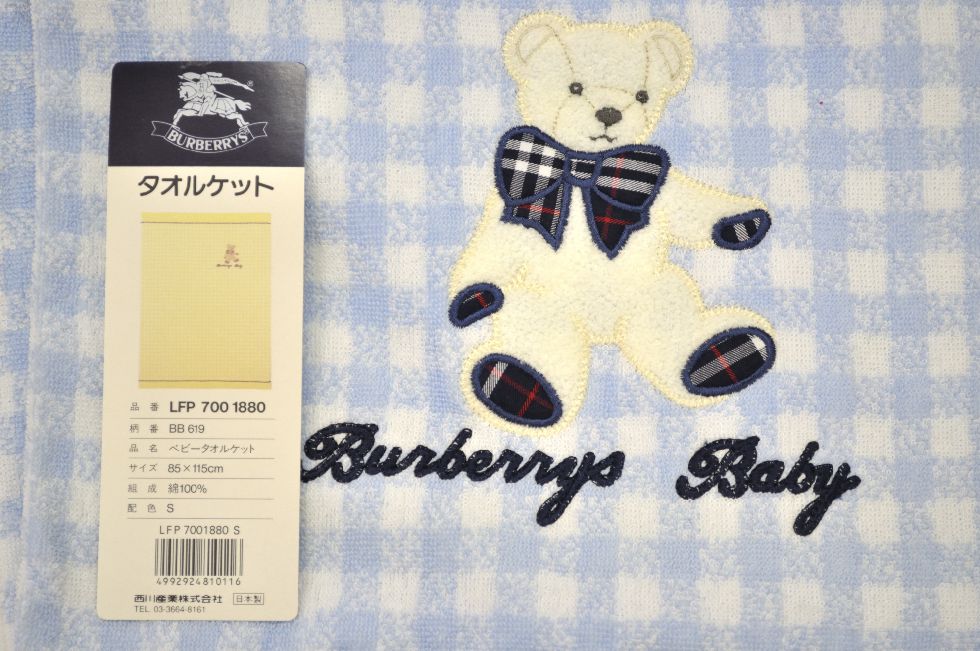 BURBERRYS
タオルケット
Burberrys Baby
品番 LFP 700 1880
柄番 BB 619
品名 ベビータオルケット
サイズ 85×115cm
組成 綿100%
配色 S
LFP 7001880 S
4992924810116
西川産業株式会社 日本製
TEL 03-3664-8161
Burberrys Baby